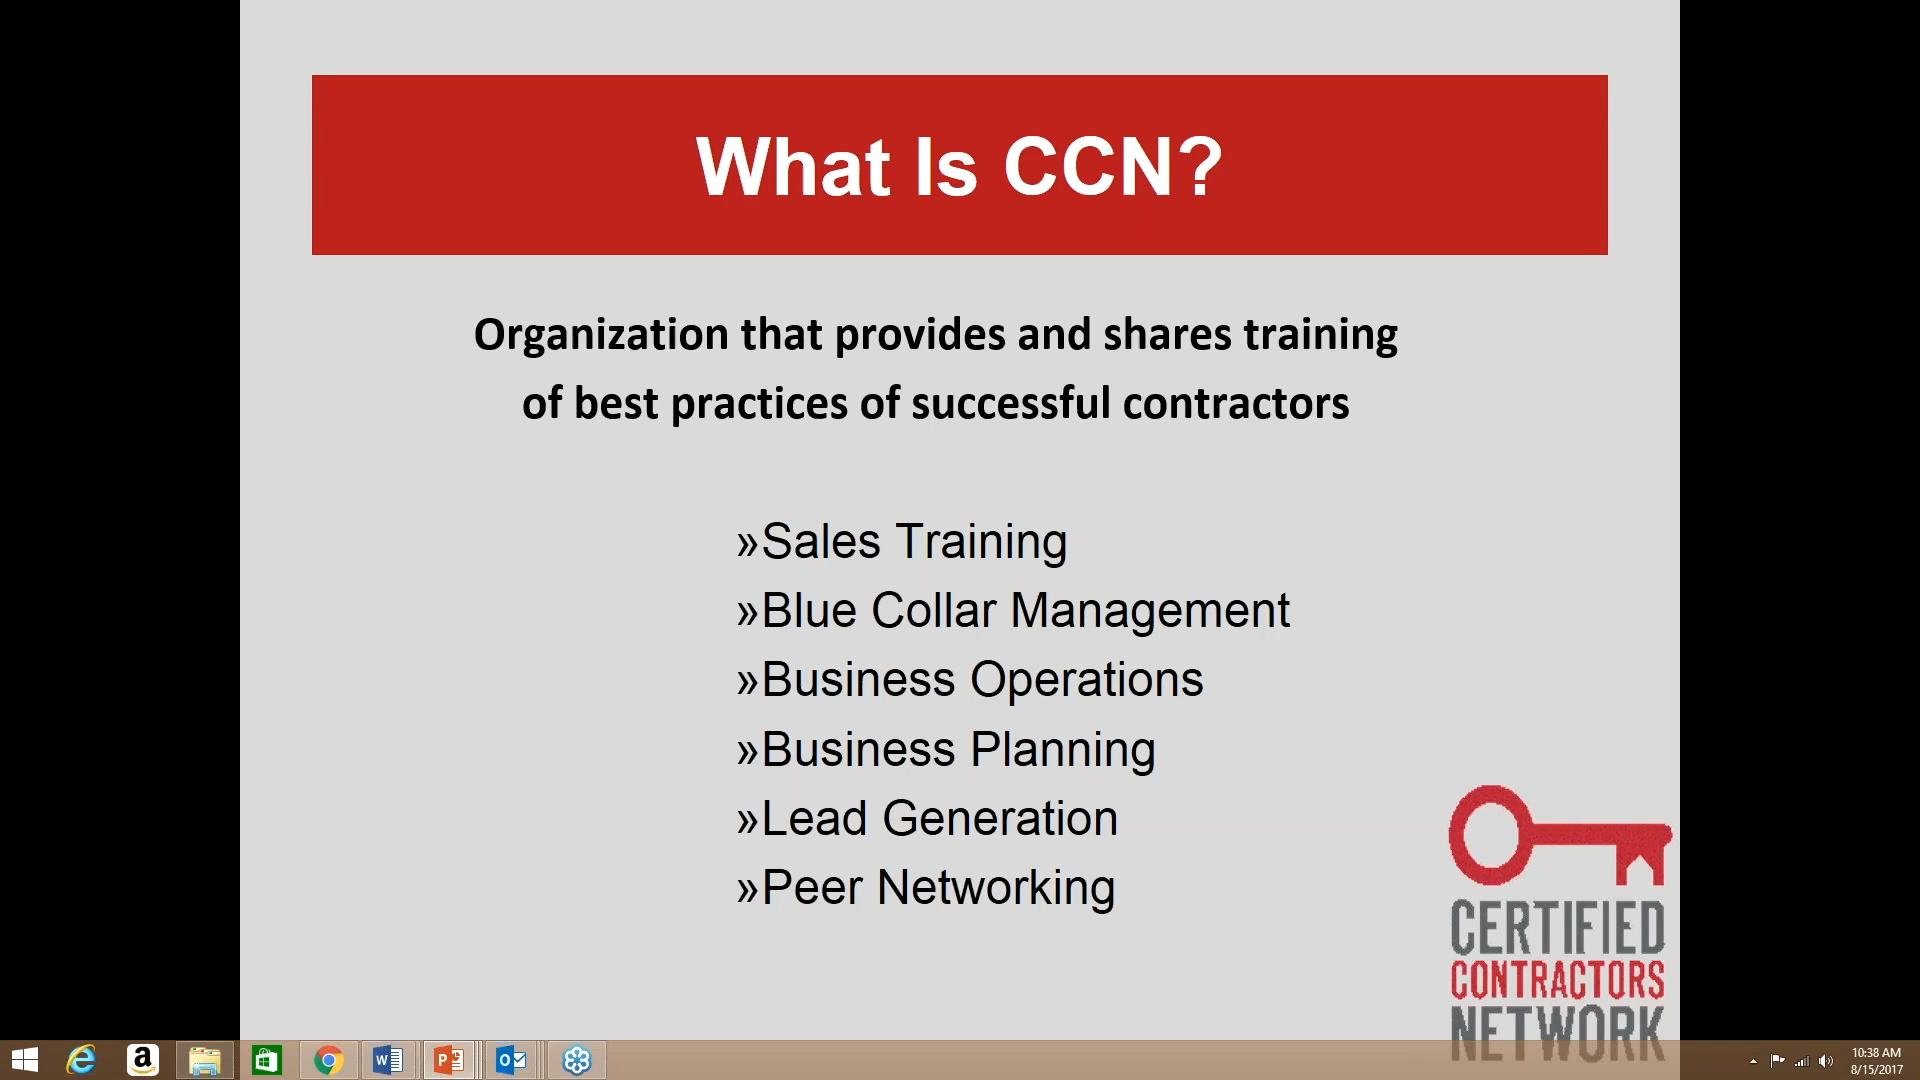 What Is CCN?
Organization that provides and shares training
of best practices of successful contractors
»Sales Training
»Blue Collar Management
»Business Operations
»Business Planning
»Lead Generation
»Peer Networking
CERTIFIED
CONTRACTORS
NETWORK
10:38 AM
8/15/2017